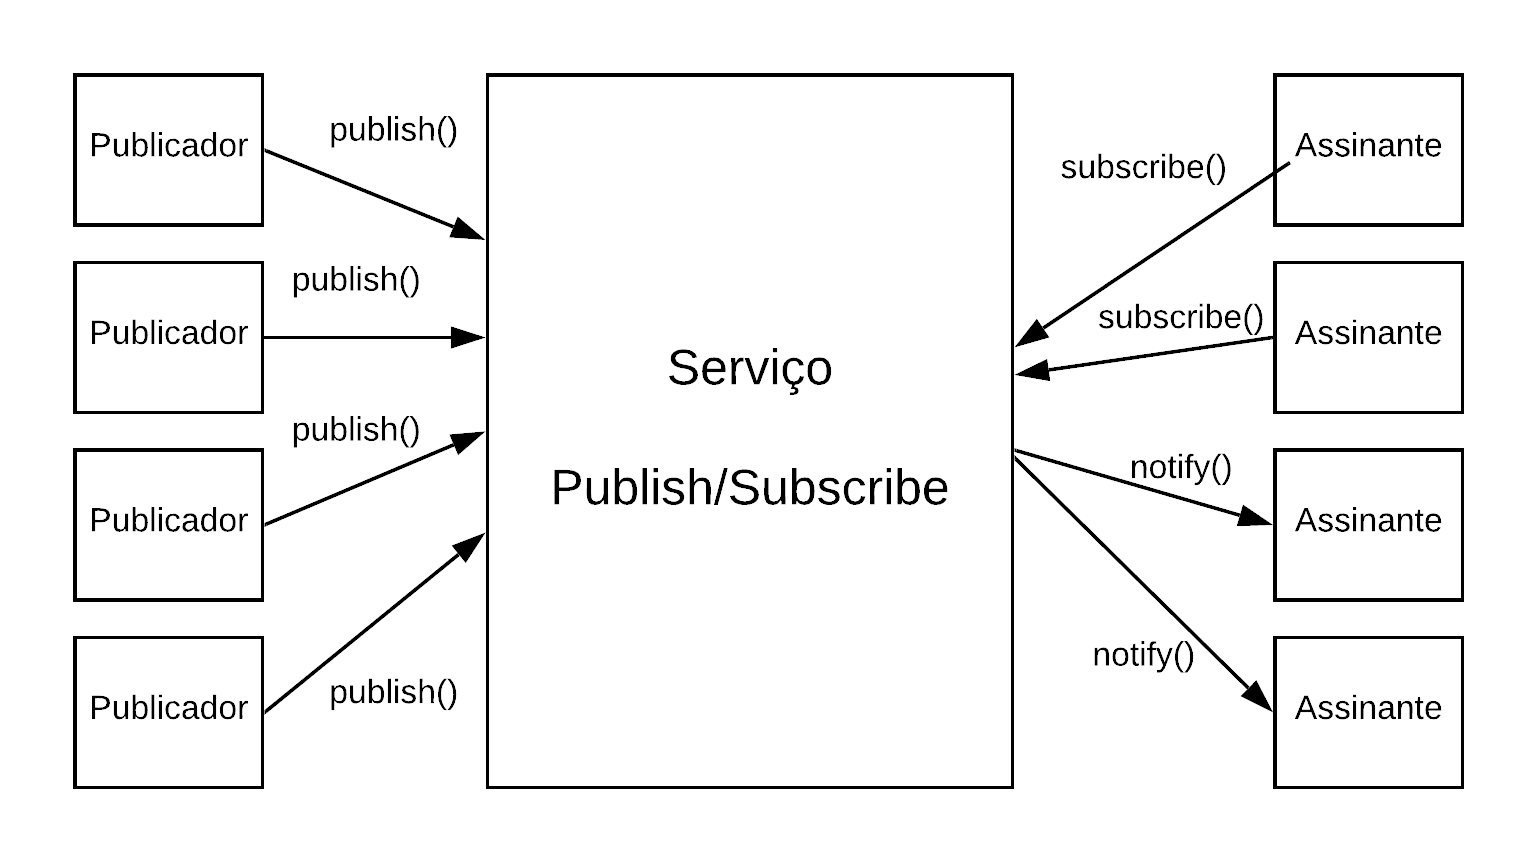 Publicador
publish()
Publicador
publish()
Publicador
publish()
Publicador
publish()
Serviço
Publish/Subscribe
subscribe()
Assinante
subscribe()
Assinante
notify()
Assinante
notify()
Assinante